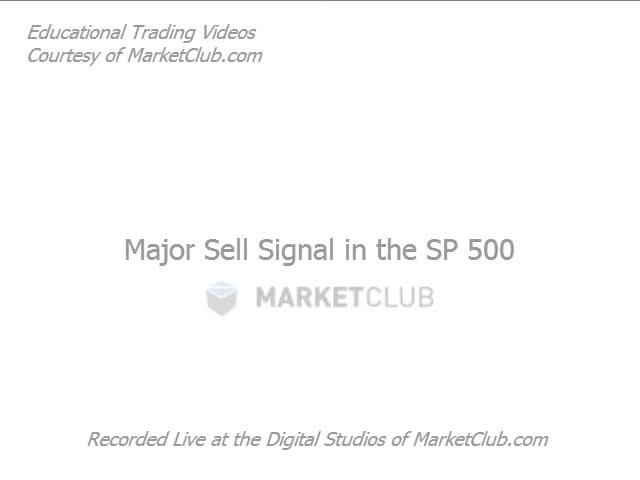 Educational Trading Videos
Courtesy of MarketClub.com
Major Sell Signal in the SP 500
MARKETCLUB
Recorded Live at the Digital Studios of MarketClub.com